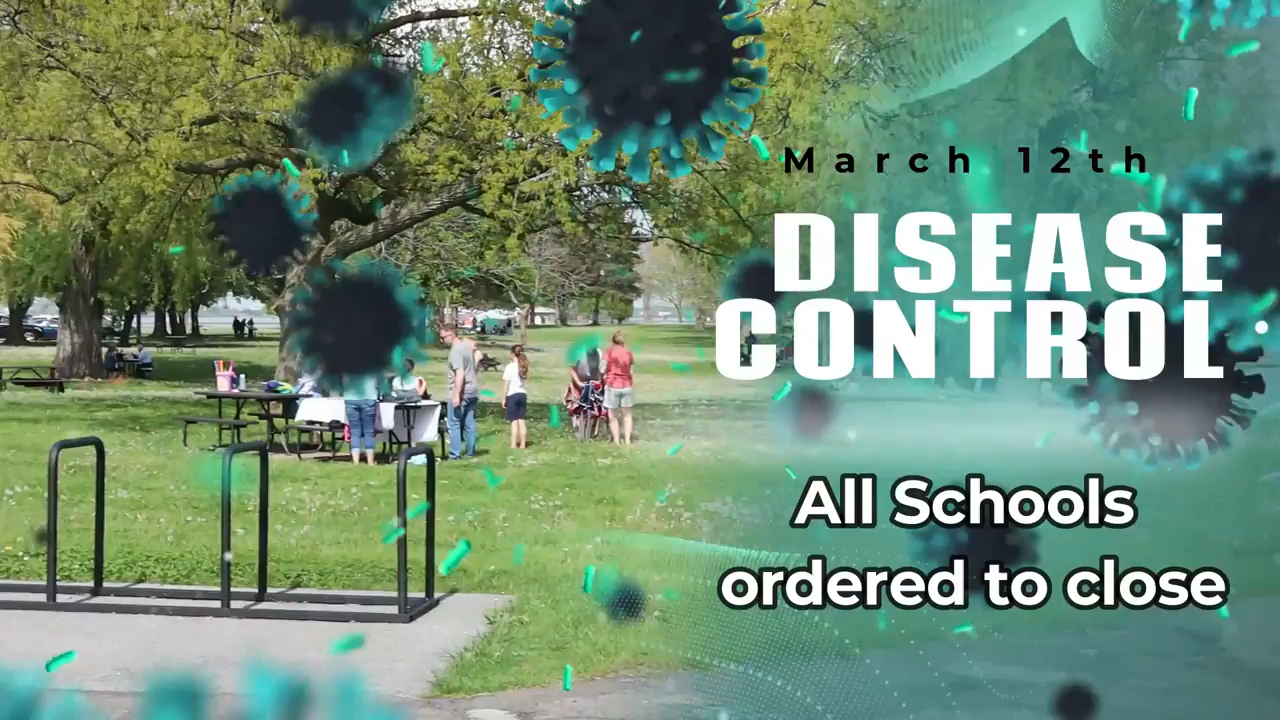 March 12th
DISEASE
CONTROL
All Schools
ordered to close